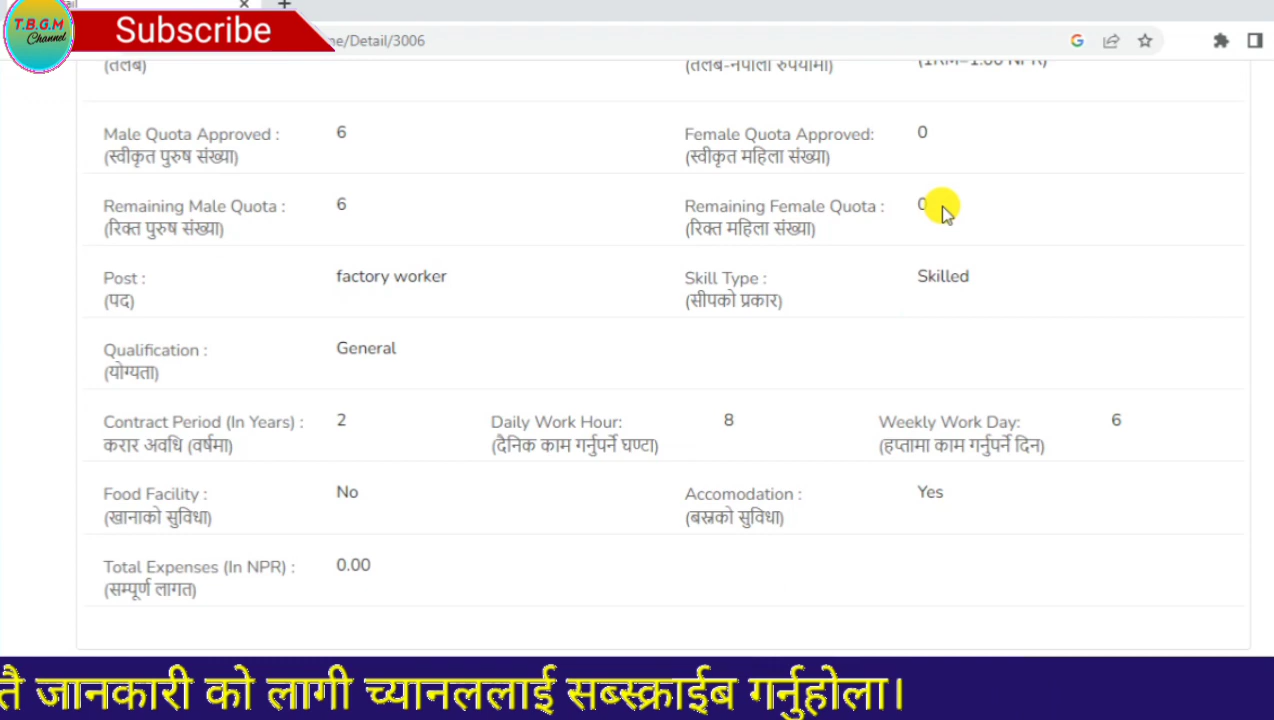 T.B.G.M
Channel
Subscribe
me/Detail/3006
(तलब)
(तलब-नेपाली रुपैयाँमा)
(1RM=1.00 NPR)
Male Quota Approved :
6
Female Quota Approved:
0
(स्वीकृत पुरुष संख्या)
(स्वीकृत महिला संख्या)
Remaining Male Quota :
6
Remaining Female Quota :
0
(रिक्त पुरुष संख्या)
(रिक्त महिला संख्या)
Post :
factory worker
Skill Type :
Skilled
(पद)
(सीपको प्रकार)
Qualification :
General
(योग्यता)
Contract Period (In Years) :
2
Daily Work Hour:
8
Weekly Work Day:
6
करार अवधि (वर्षमा)
(दैनिक काम गर्नुपर्ने घण्टा)
(हप्तामा काम गर्नुपर्ने दिन)
Food Facility :
No
Accomodation :
Yes
(खानाको सुविधा)
(बस्नको सुविधा)
Total Expenses (In NPR) :
0.00
(सम्पूर्ण लागत)
तै जानकारी को लागी च्यानललाई सब्स्क्राईब गर्नुहोला।